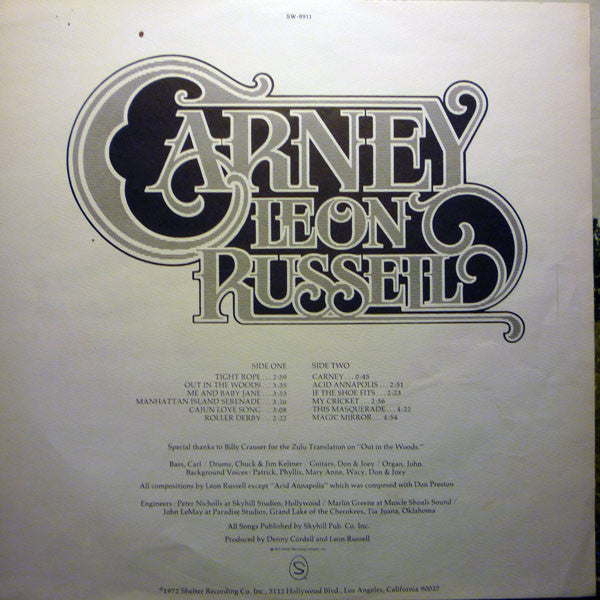 SW-8911
CARNEY
LEON
RUSSELL
SIDE ONE
TIGHT ROPE . . . 2:59
OUT IN THE WOODS . . . 3:35
ME AND BABY JANE . . . 3:53
MANHATTAN ISLAND SERENADE . . . 3:26
CAJUN LOVE SONG . . . 3:08
ROLLER DERBY . . . 2:22
SIDE TWO
CARNEY . . . 0:45
ACID ANNAPOLIS . . . 2:51
IF THE SHOE FITS . . . 2:23
MY CRICKET . . . 2:56
THIS MASQUERADE . . . 4:22
MAGIC MIRROR . . . 4:54
Special thanks to Billy Crauser for the Zulu Translation on "Out in the Woods."
Bass, Carl / Drums, Chuck & Jim Keltner / Guitars, Don & Joey / Organ, John
Background Voices: Patrick, Phyllis, Mary Anne, Wacy, Don & Joey
All compositions by Leon Russell except "Acid Annapolis" which was composed with Don Preston
Engineers: Peter Nicholls at Skyhill Studios, Hollywood / Marlin Greene at Muscle Shoals Sound /
John LeMay at Paradise Studios, Grand Lake of the Cherokees, Tia Juana, Oklahoma
All Songs Published by Skyhill Pub. Co. Inc.
Produced by Denny Cordell and Leon Russell
S
©1972 Shelter Recording Co. Inc., 5112 Hollywood Blvd., Los Angeles, California 90027